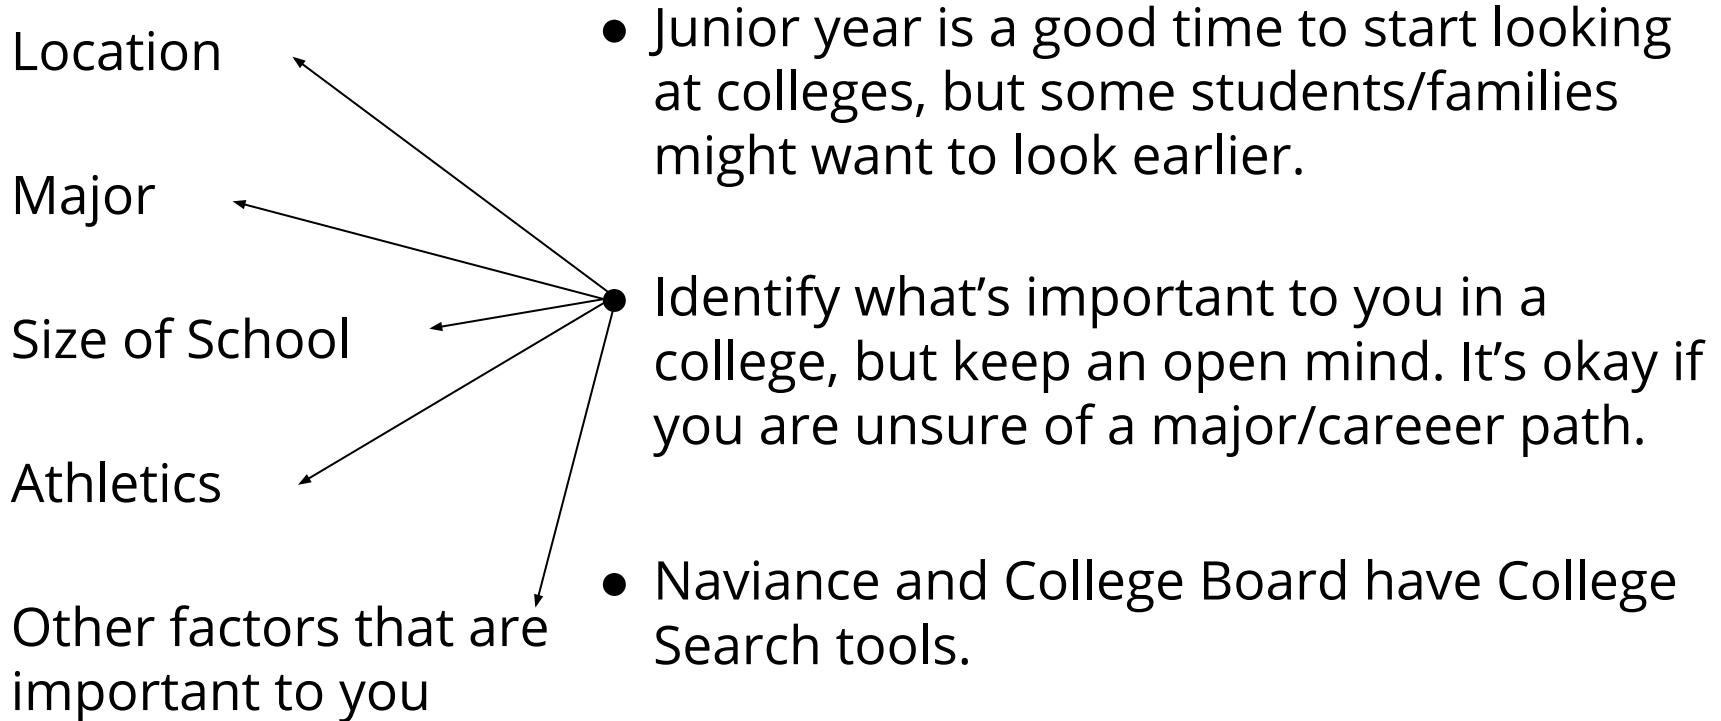 Location
Major
Size of School
Athletics
Other factors that are
important to you
● Junior year is a good time to start looking
at colleges, but some students/families
might want to look earlier.
● Identify what’s important to you in a
college, but keep an open mind. It’s okay if
you are unsure of a major/careeer path.
● Naviance and College Board have College
Search tools.